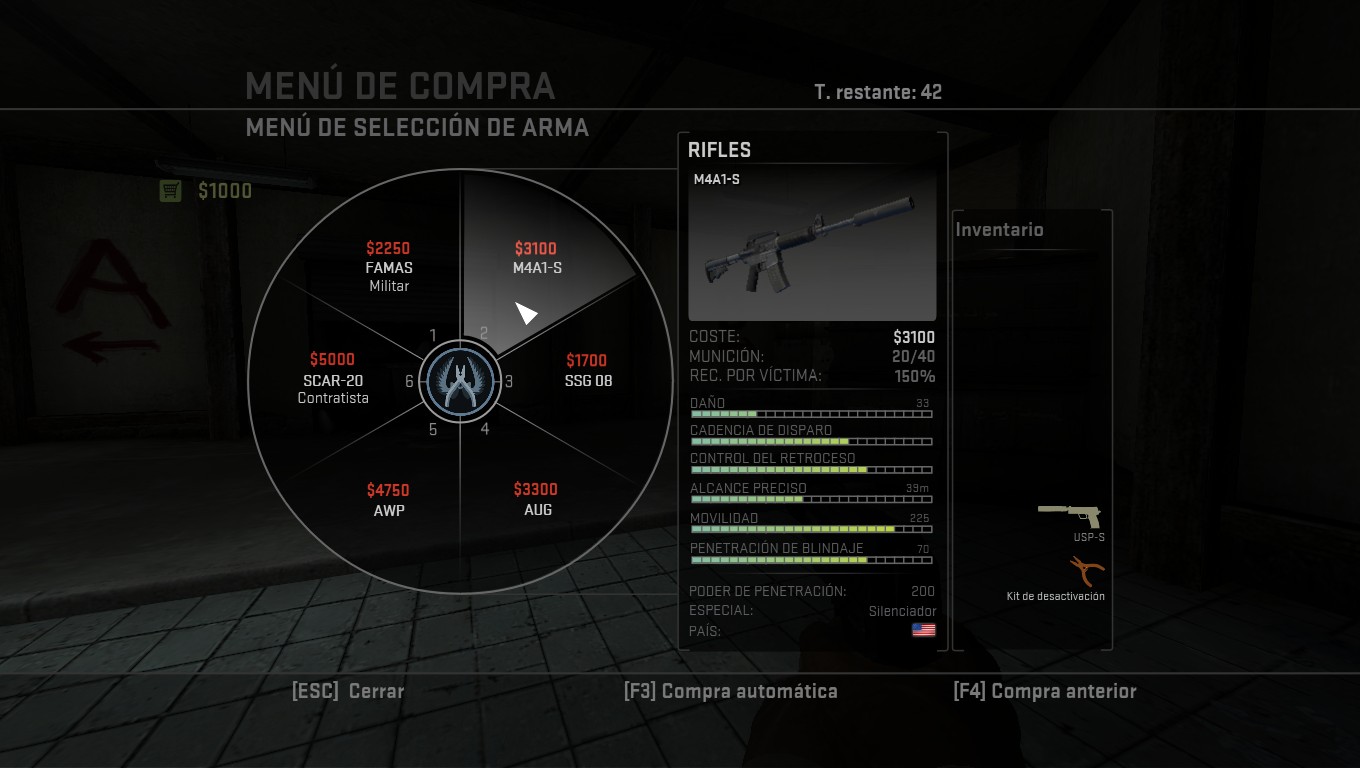 MENÚ DE COMPRA
T. restante: 42
MENÚ DE SELECCIÓN DE ARMA
$1000
A
$2250
FAMAS
Militar
$3100
M4A1-S
$1700
SSG 08
$3300
AUG
$4750
AWP
$5000
SCAR-20
Contratista
1
2
3
4
5
6
RIFLES
M4A1-S
COSTE: $3100
MUNICIÓN: 20/40
REC. POR VÍCTIMA: 150%
DAÑO 33
CADENCIA DE DISPARO
CONTROL DEL RETROCESO
ALCANCE PRECISO 39m
MOVILIDAD 225
PENETRACIÓN DE BLINDAJE 70
PODER DE PENETRACIÓN: 200
ESPECIAL: Silenciador
PAÍS:
Inventario
USP-S
Kit de desactivación
[ESC] Cerrar
[F3] Compra automática
[F4] Compra anterior